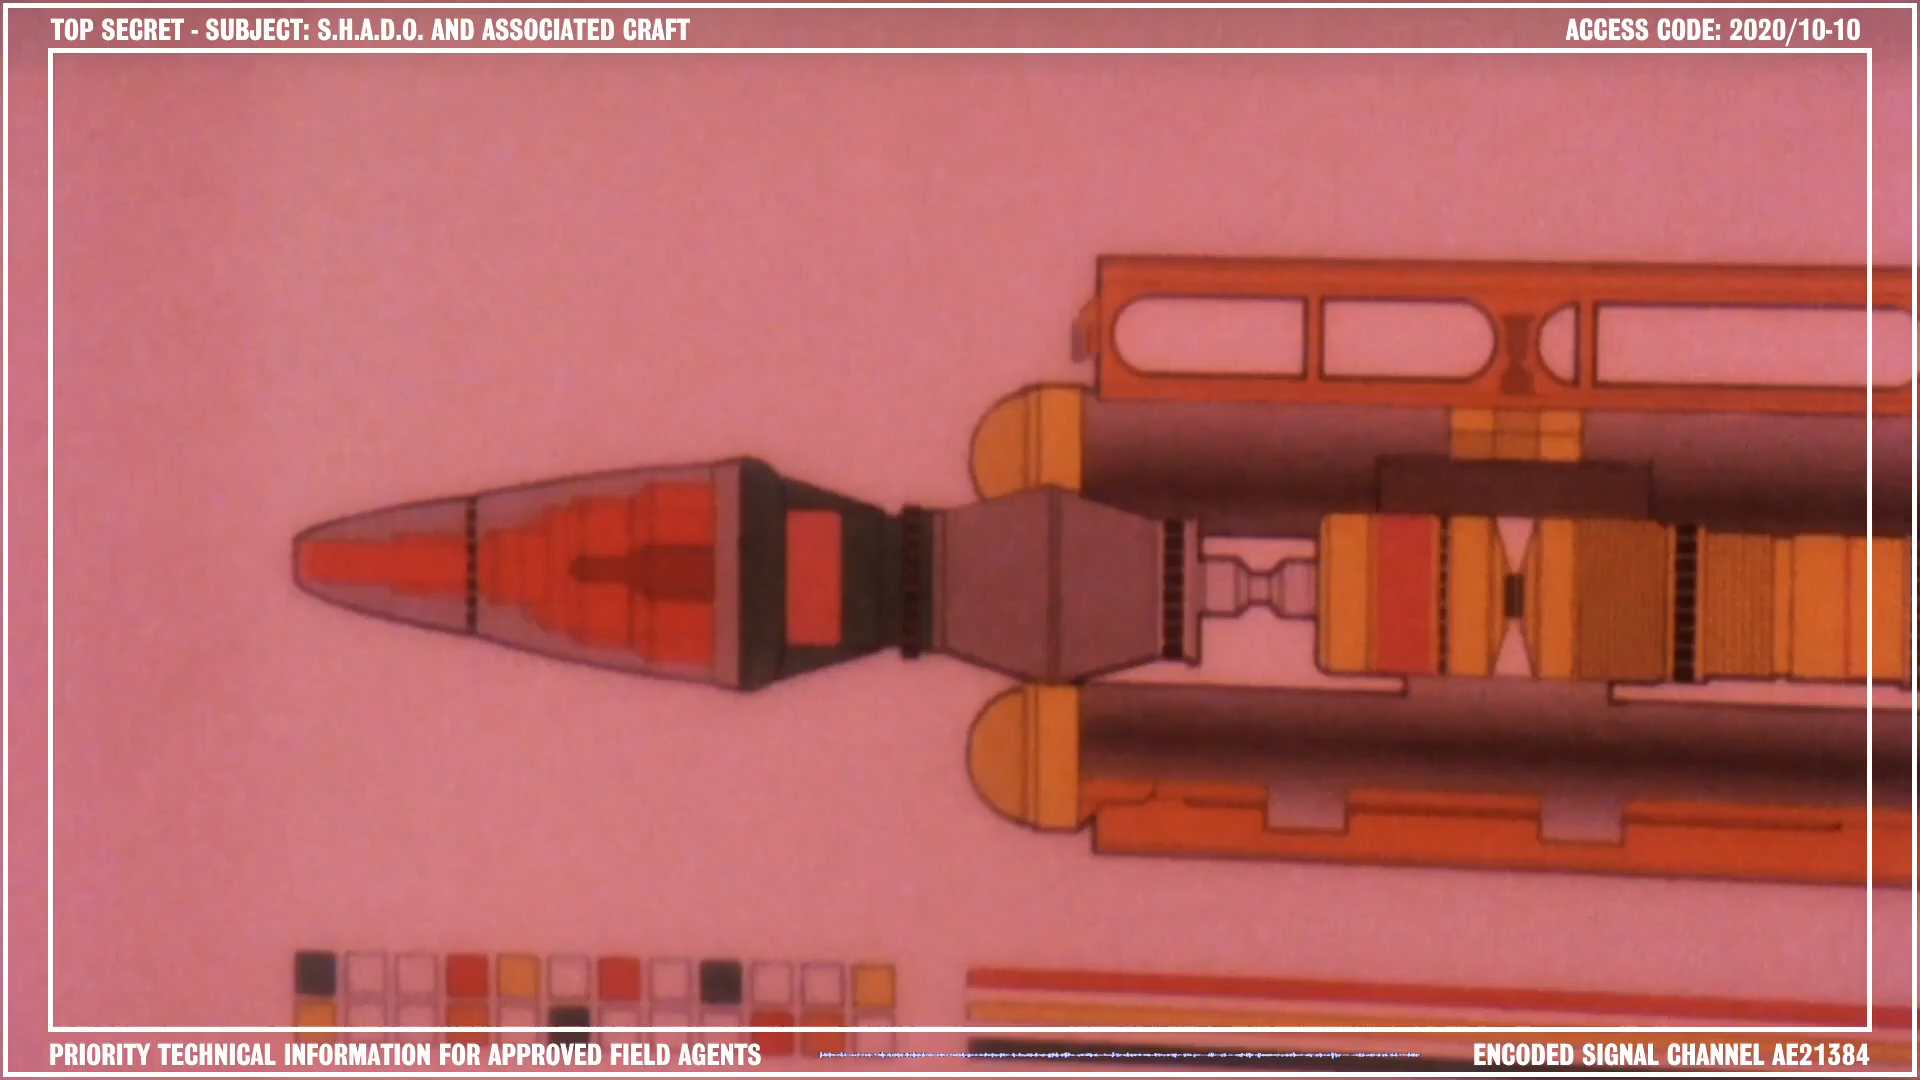 TOP SECRET - SUBJECT: S.H.A.D.O. AND ASSOCIATED CRAFT
ACCESS CODE: 2020/10-10
PRIORITY TECHNICAL INFORMATION FOR APPROVED FIELD AGENTS
ENCODED SIGNAL CHANNEL AE21384